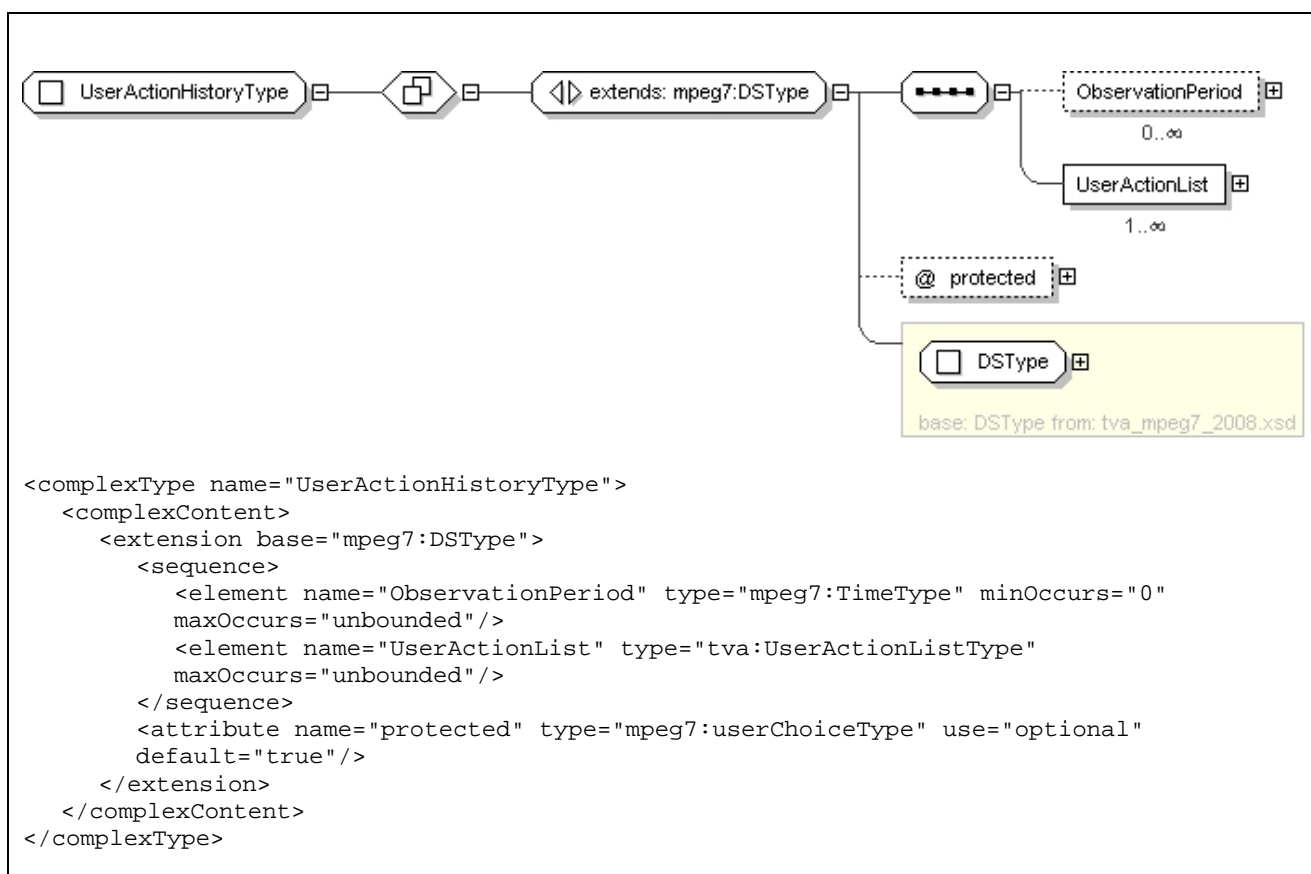 UserActionHistoryType
extends: mpeg7:DSType
ObservationPeriod
0..∞
UserActionList
1..∞
@ protected
DSType
base: DSType from: tva_mpeg7_2008.xsd
<complexType name="UserActionHistoryType">
<complexContent>
<extension base="mpeg7:DSType">
<sequence>
<element name="ObservationPeriod" type="mpeg7:TimeType" minOccurs="0"
maxOccurs="unbounded"/>
<element name="UserActionList" type="tva:UserActionListType"
maxOccurs="unbounded"/>
</sequence>
<attribute name="protected" type="mpeg7:userChoiceType" use="optional"
default="true"/>
</extension>
</complexContent>
</complexType>